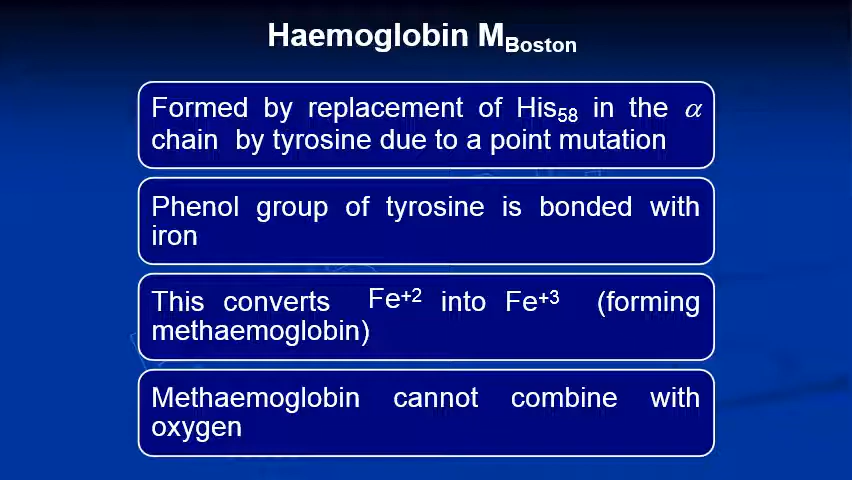 Haemoglobin M Boston
Formed by replacement of His58 in the α
chain by tyrosine due to a point mutation
Phenol group of tyrosine is bonded with
iron
This converts Fe+2 into Fe+3 (forming
methaemoglobin)
Methaemoglobin cannot combine with
oxygen